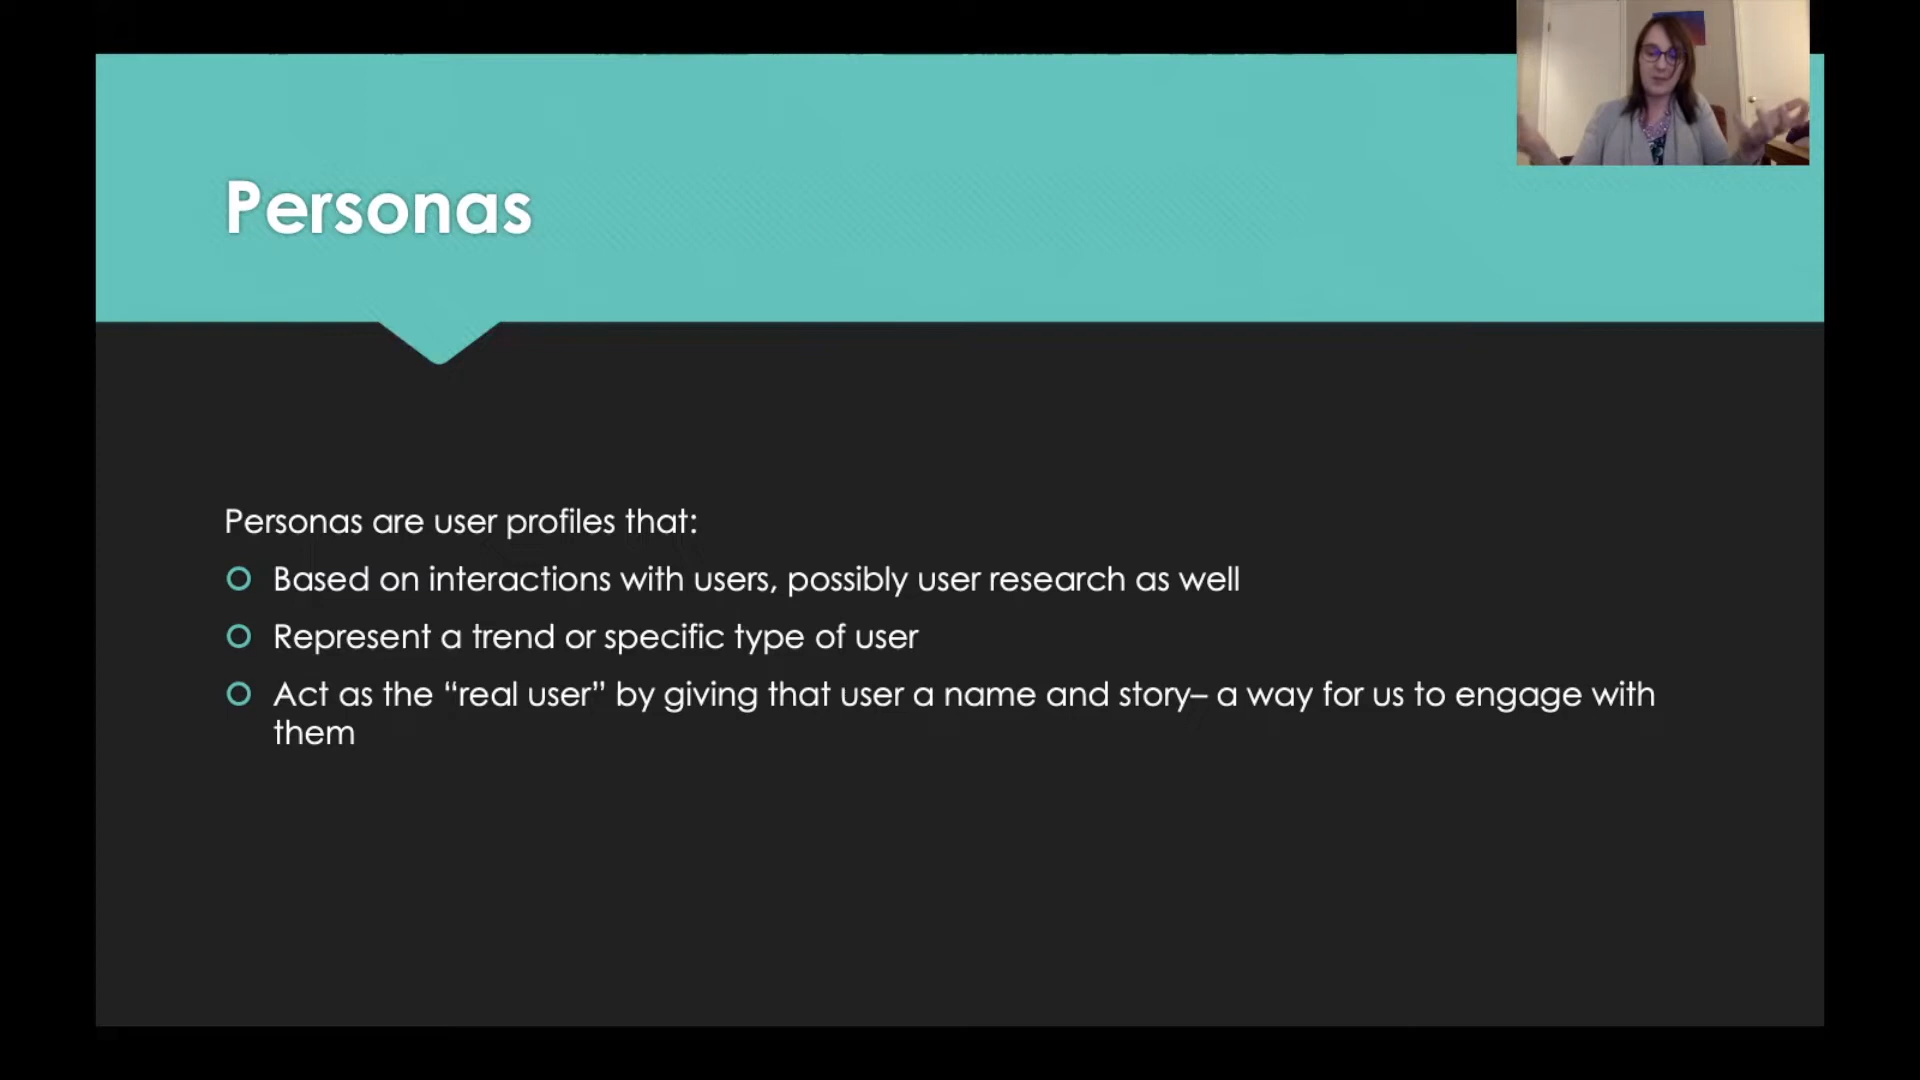 Personas
Personas are user profiles that:
Based on interactions with users, possibly user research as well
Represent a trend or specific type of user
Act as the “real user” by giving that user a name and story– a way for us to engage with
them